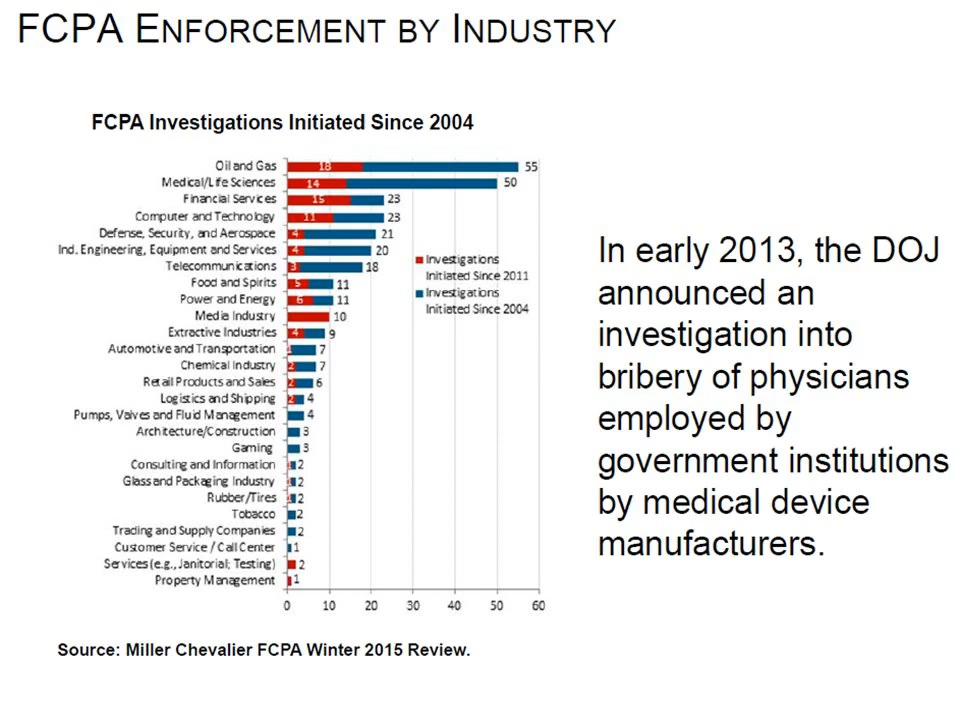 FCPA ENFORCEMENT BY INDUSTRY
FCPA Investigations Initiated Since 2004
Oil and Gas 18 55
Medical/Life Sciences 14 50
Financial Services 15 23
Computer and Technology 11 23
Defense, Security, and Aerospace 4 21
Ind. Engineering, Equipment and Services 4 20
Telecommunications 3 18
Food and Spirits 5 11
Power and Energy 6 11
Media Industry 10
Extractive Industries 4 9
Automotive and Transportation 7
Chemical Industry 2 7
Retail Products and Sales 2 6
Logistics and Shipping 2 4
Pumps, Valves and Fluid Management 4
Architecture/Construction 3
Gaming 3
Consulting and Information 2
Glass and Packaging Industry 2
Rubber/Tires 2
Tobacco 2
Trading and Supply Companies 2
Customer Service / Call Center 1
Services (e.g., Janitorial; Testing) 2
Property Management 1
0 10 20 30 40 50 60
Investigations
Initiated Since 2011
Investigations
Initiated Since 2004
In early 2013, the DOJ
announced an
investigation into
bribery of physicians
employed by
government institutions
by medical device
manufacturers.
Source: Miller Chevalier FCPA Winter 2015 Review.